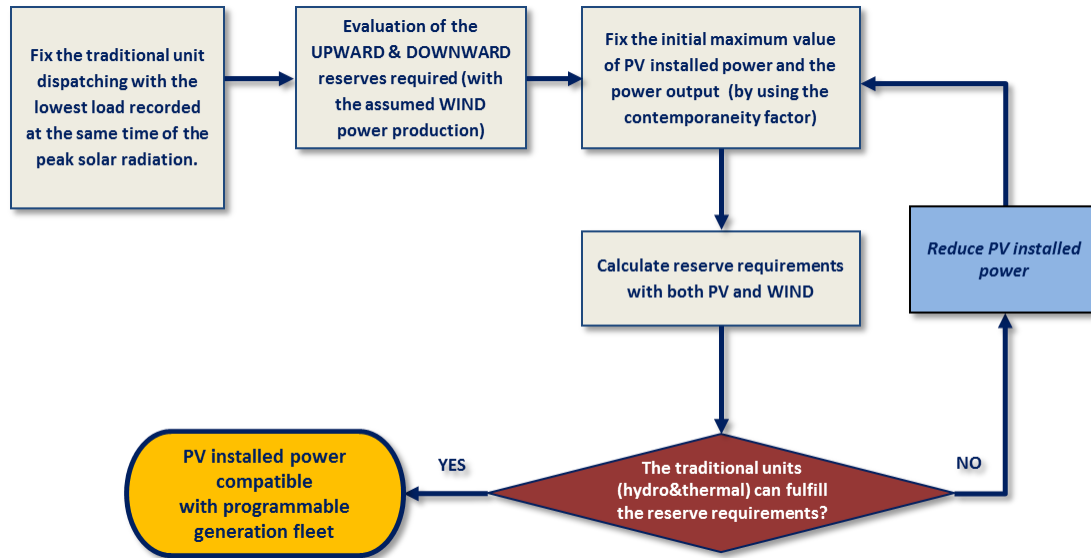 Fix the traditional unit
dispatching with the
lowest load recorded
at the same time of the
peak solar radiation.
Evaluation of the
UPWARD & DOWNWARD
reserves required (with
the assumed WIND
power production)
Fix the initial maximum value
of PV installed power and the
power output (by using the
contemporaneity factor)
Calculate reserve requirements
with both PV and WIND
Reduce PV installed
power
The traditional units
(hydro&thermal) can fulfill
the reserve requirements?
YES
NO
PV installed power
compatible
with programmable
generation fleet